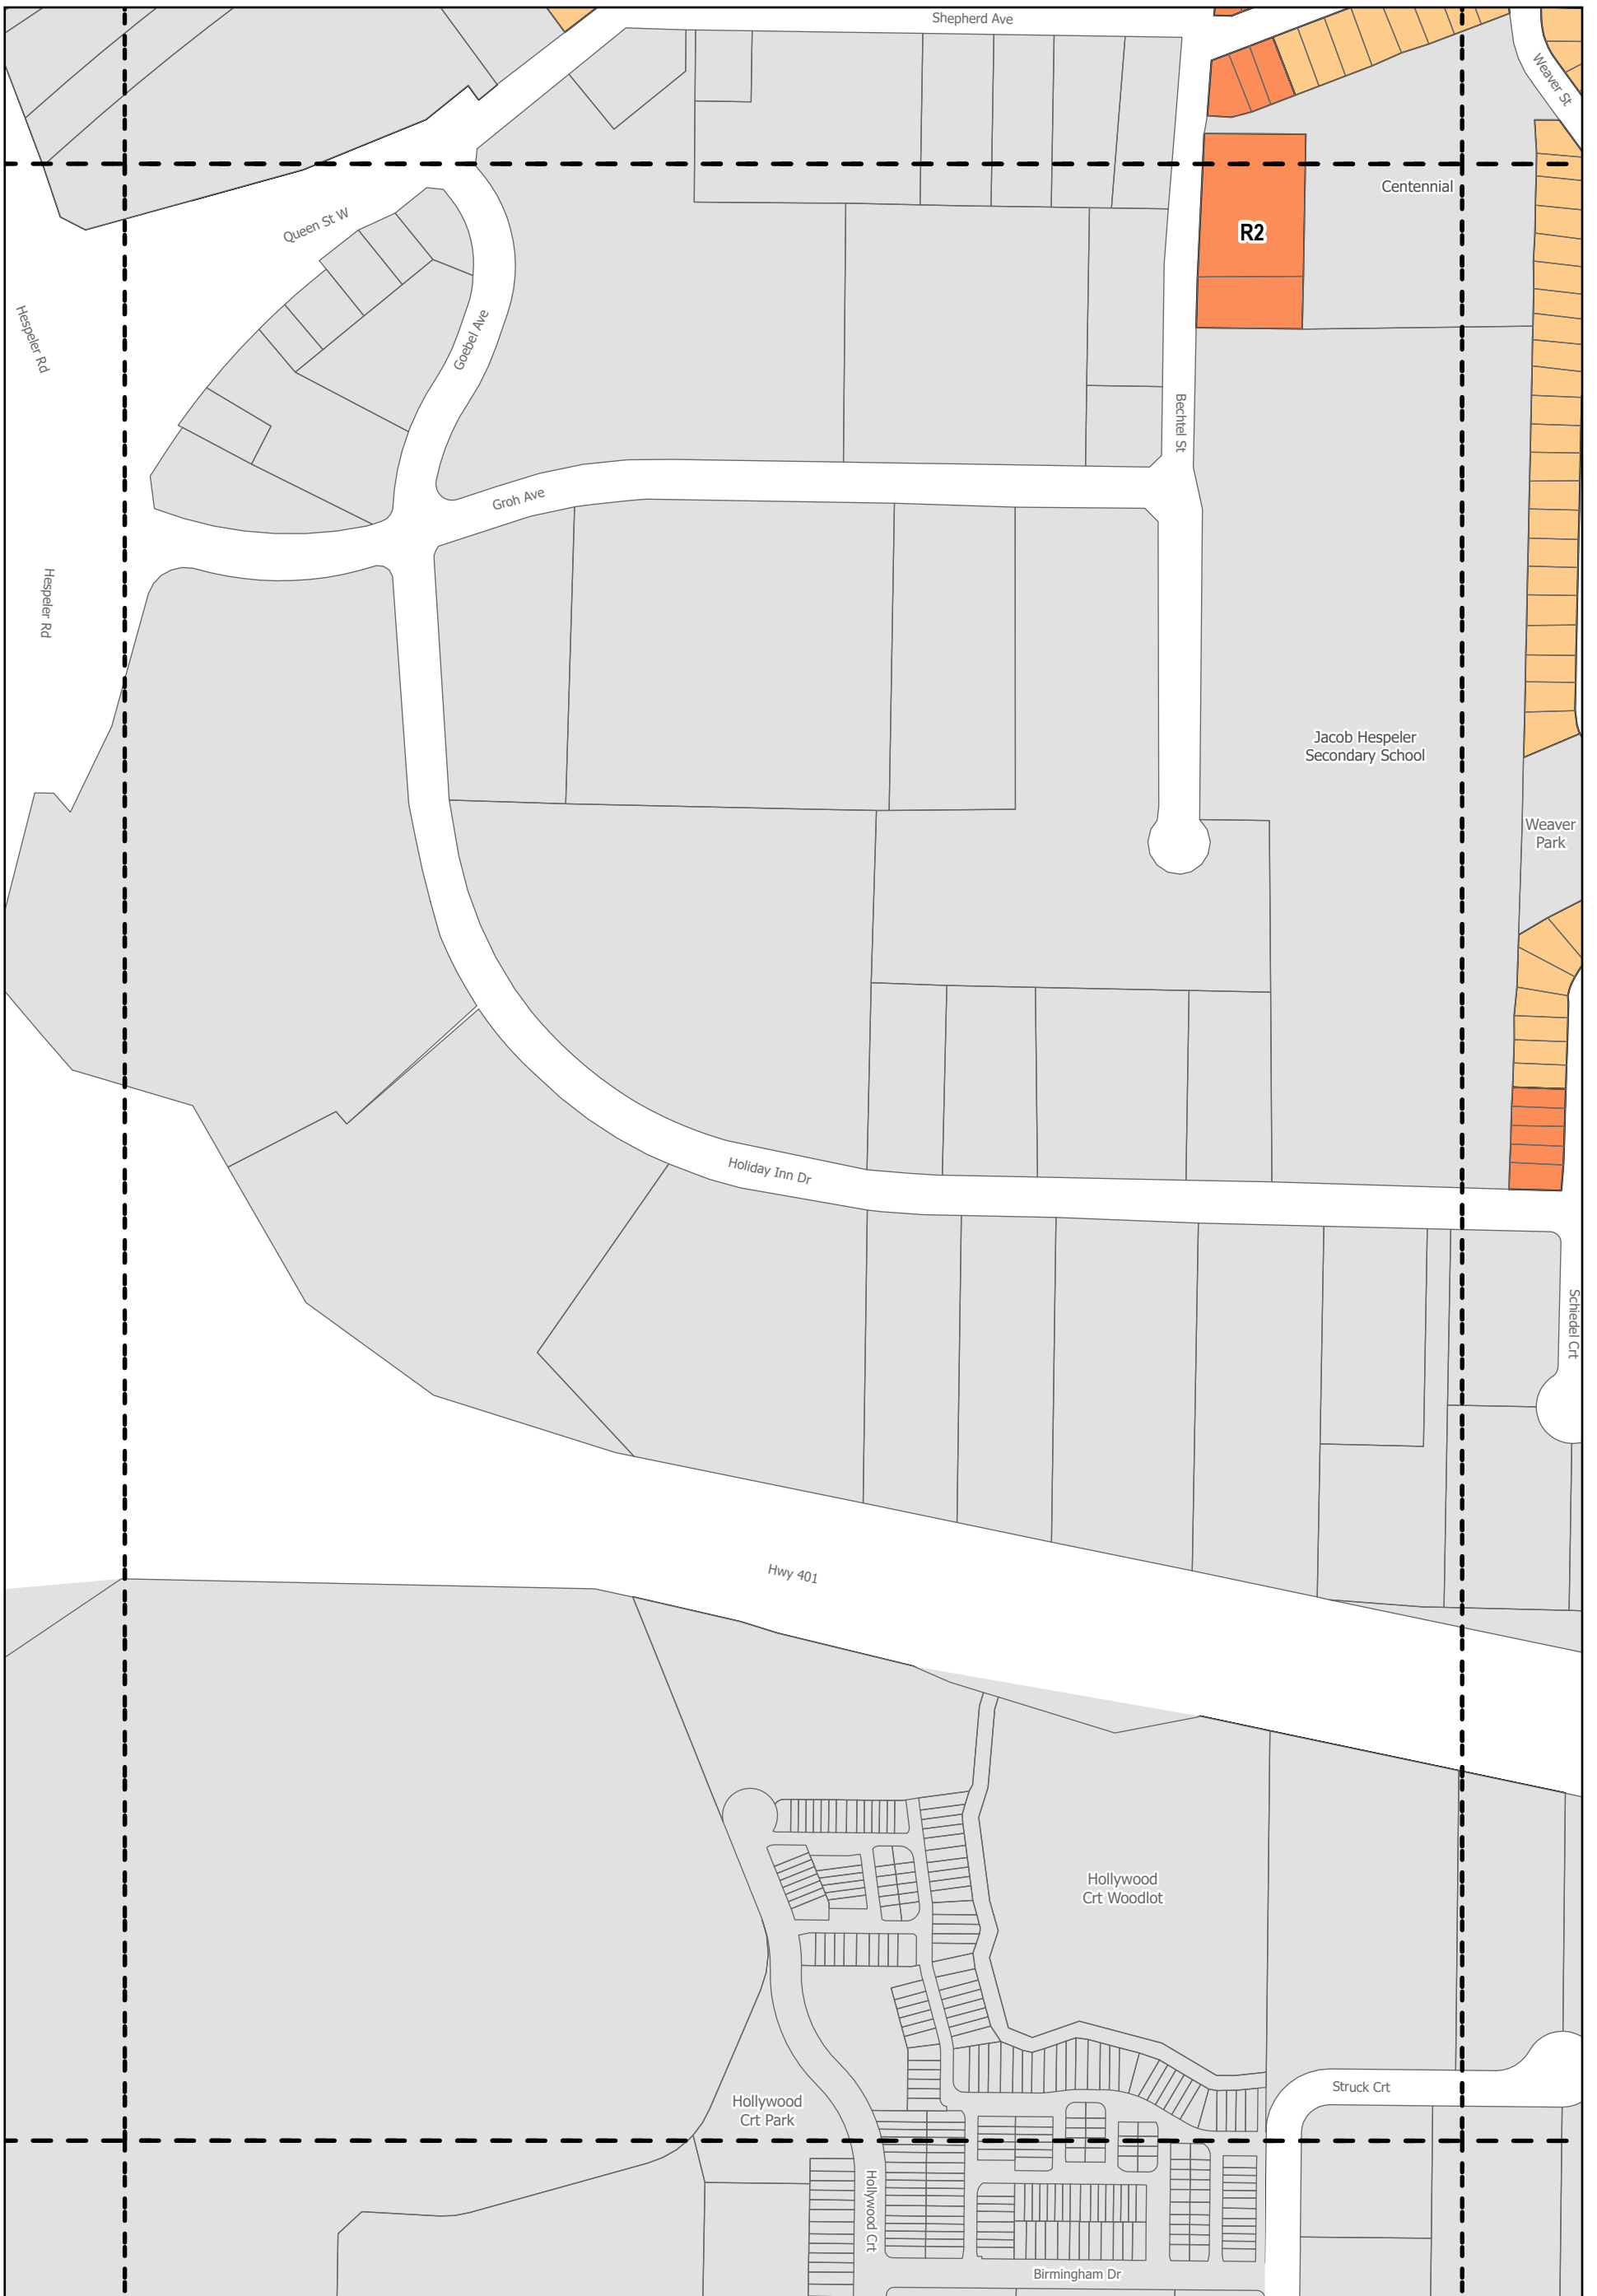 Shepherd Ave
Weaver St
Centennial
Queen St W
R2
Hespeler Rd
Goebel Ave
Bechtel St
Groh Ave
Hespeler Rd
Jacob Hespeler
Secondary School
Weaver
Park
Holiday Inn Dr
Schiedel Crt
Hwy 401
Hollywood
Crt Woodlot
Struck Crt
Hollywood
Crt Park
Hollywood Crt
Birmingham Dr